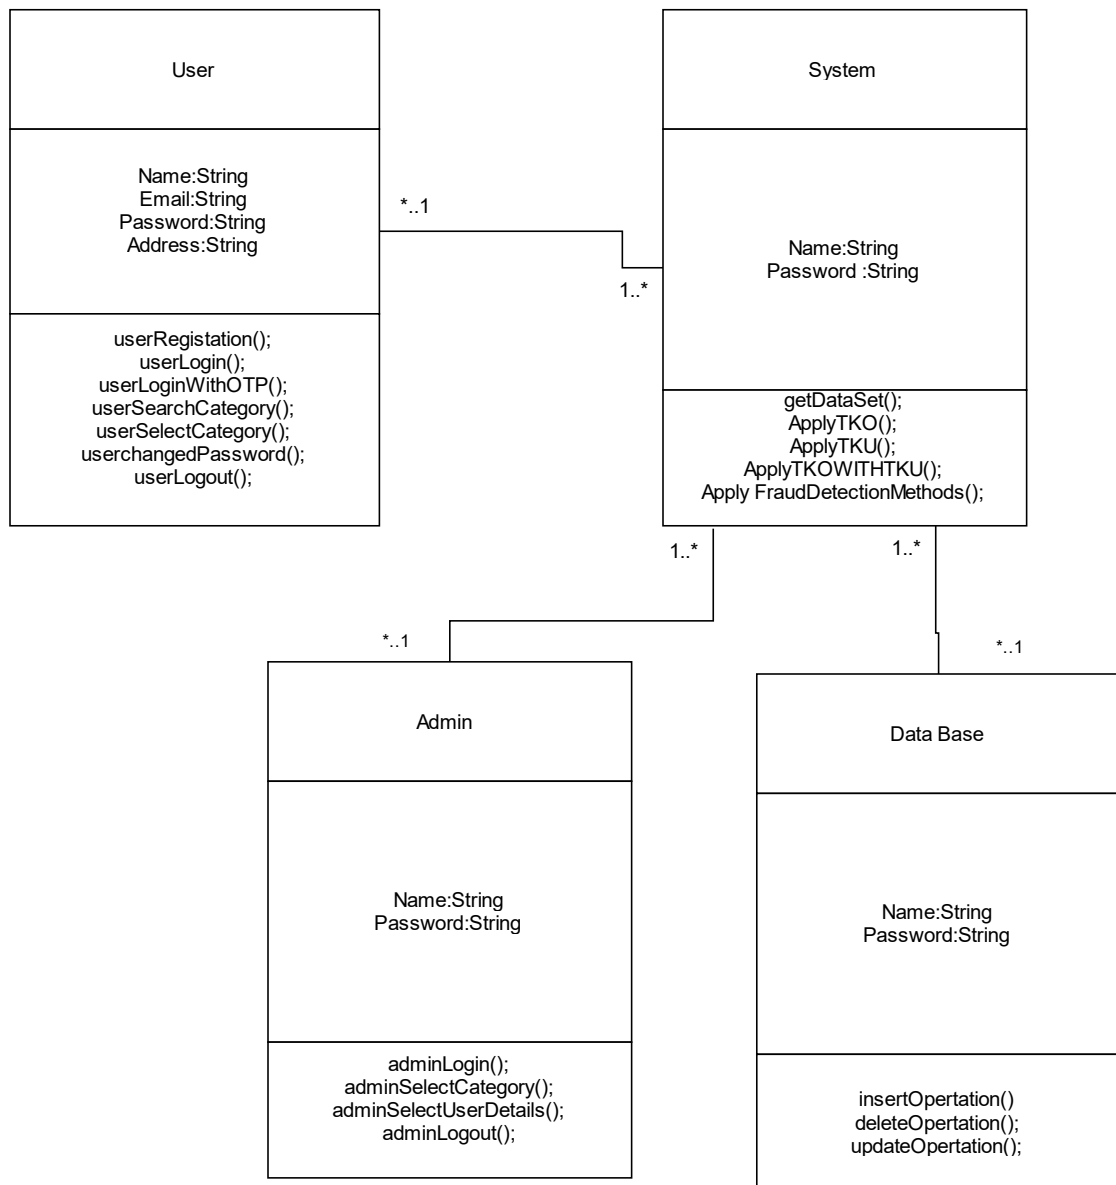 User
Name:String
Email:String
Password:String
Address:String
userRegistation();
userLogin();
userLoginWithOTP();
userSearchCategory();
userSelectCategory();
userchangedPassword();
userLogout();
*..1
1..*
System
Name:String
Password :String
getDataSet();
ApplyTKO();
ApplyTKU();
ApplyTKOWITHTKU();
Apply FraudDetectionMethods();
1..*
1..*
*..1
*..1
Admin
Name:String
Password:String
adminLogin();
adminSelectCategory();
adminSelectUserDetails();
adminLogout();
Data Base
Name:String
Password:String
insertOpertation()
deleteOpertation();
updateOpertation();